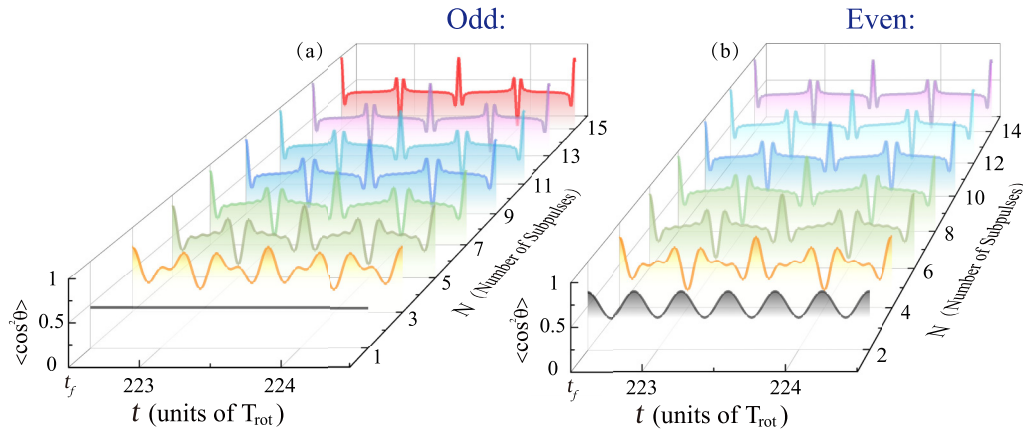 Odd:
(a)
1
0.5
0
<cos²θ>
t_f
223
224
t (units of T_rot)
1
3
5
7
9
11
13
15
N (Number of Subpulses)
Even:
(b)
1
0.5
0
<cos²θ>
t_f
223
224
t (units of T_rot)
2
4
6
8
10
12
14
N (Number of Subpulses)